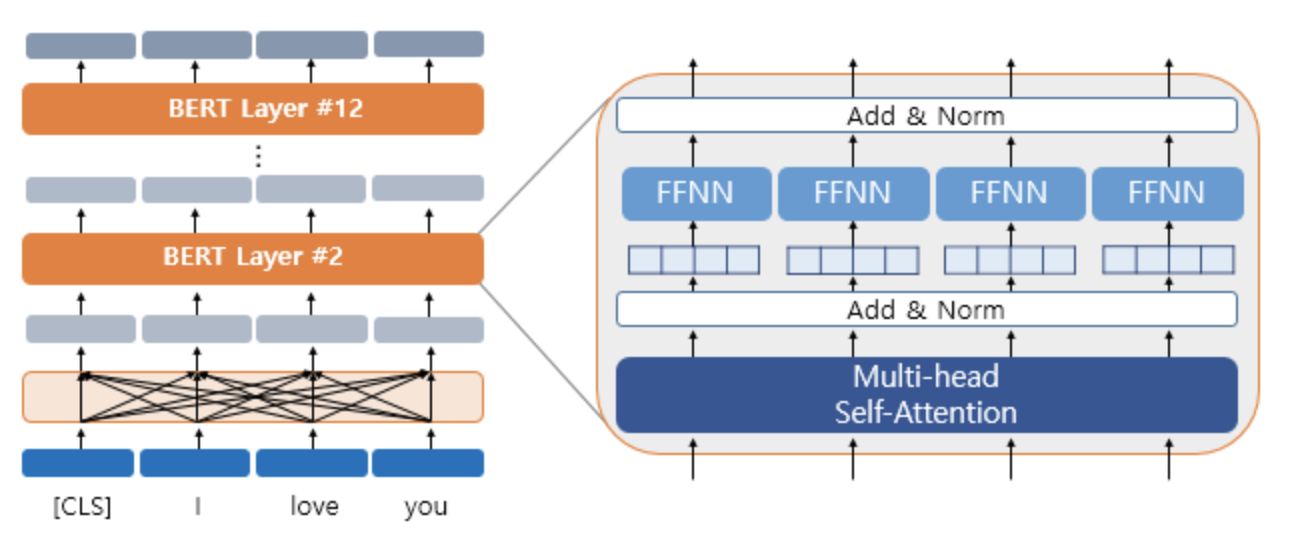 BERT Layer #12
⋮
BERT Layer #2
[CLS] I love you
Add & Norm
FFNN FFNN FFNN FFNN
Add & Norm
Multi-head
Self-Attention